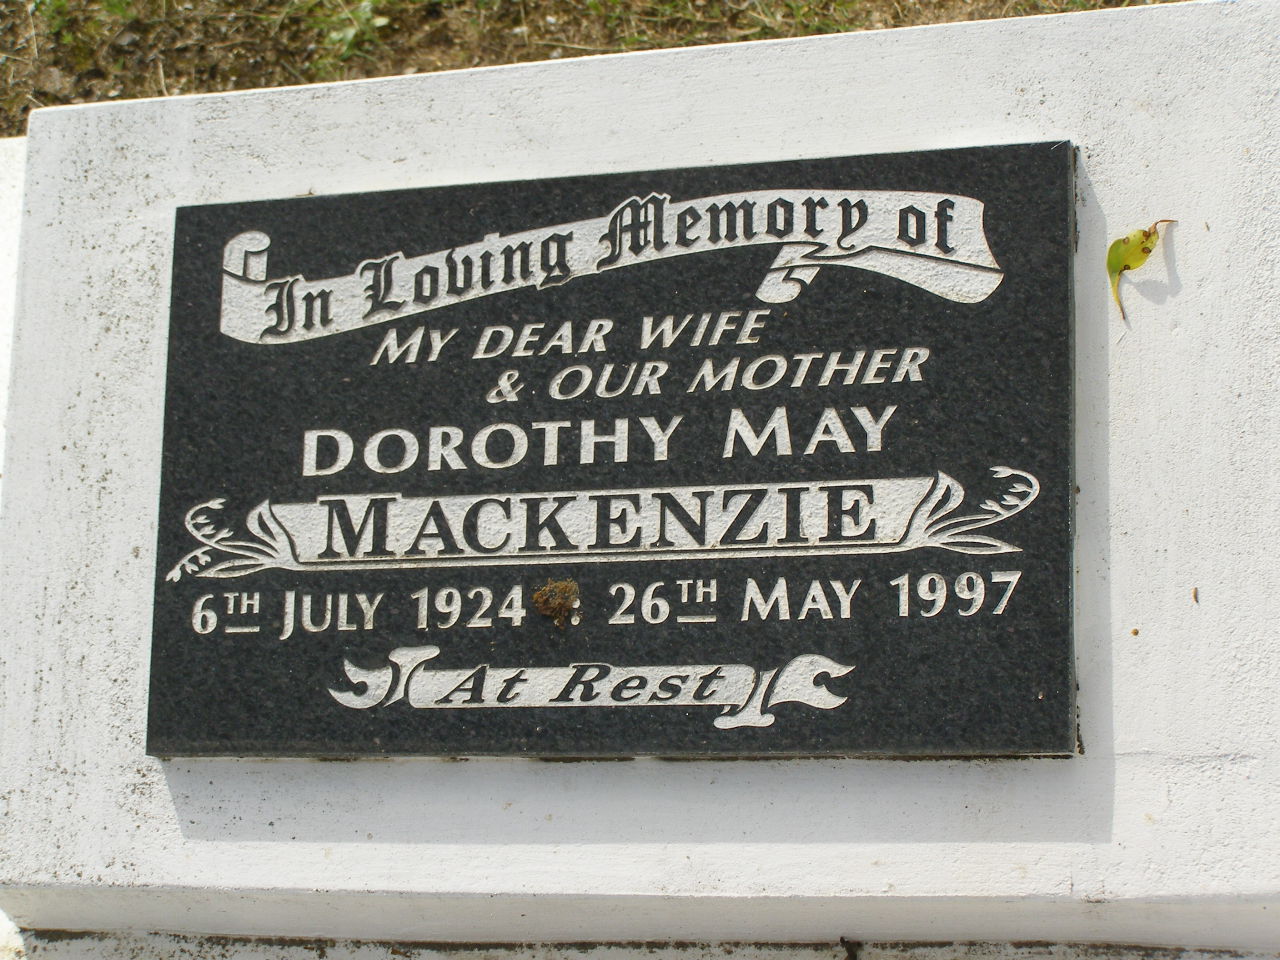 In Loving Memory of
MY DEAR WIFE
& OUR MOTHER
DOROTHY MAY
MACKENZIE
6TH JULY 1924 : 26TH MAY 1997
At Rest